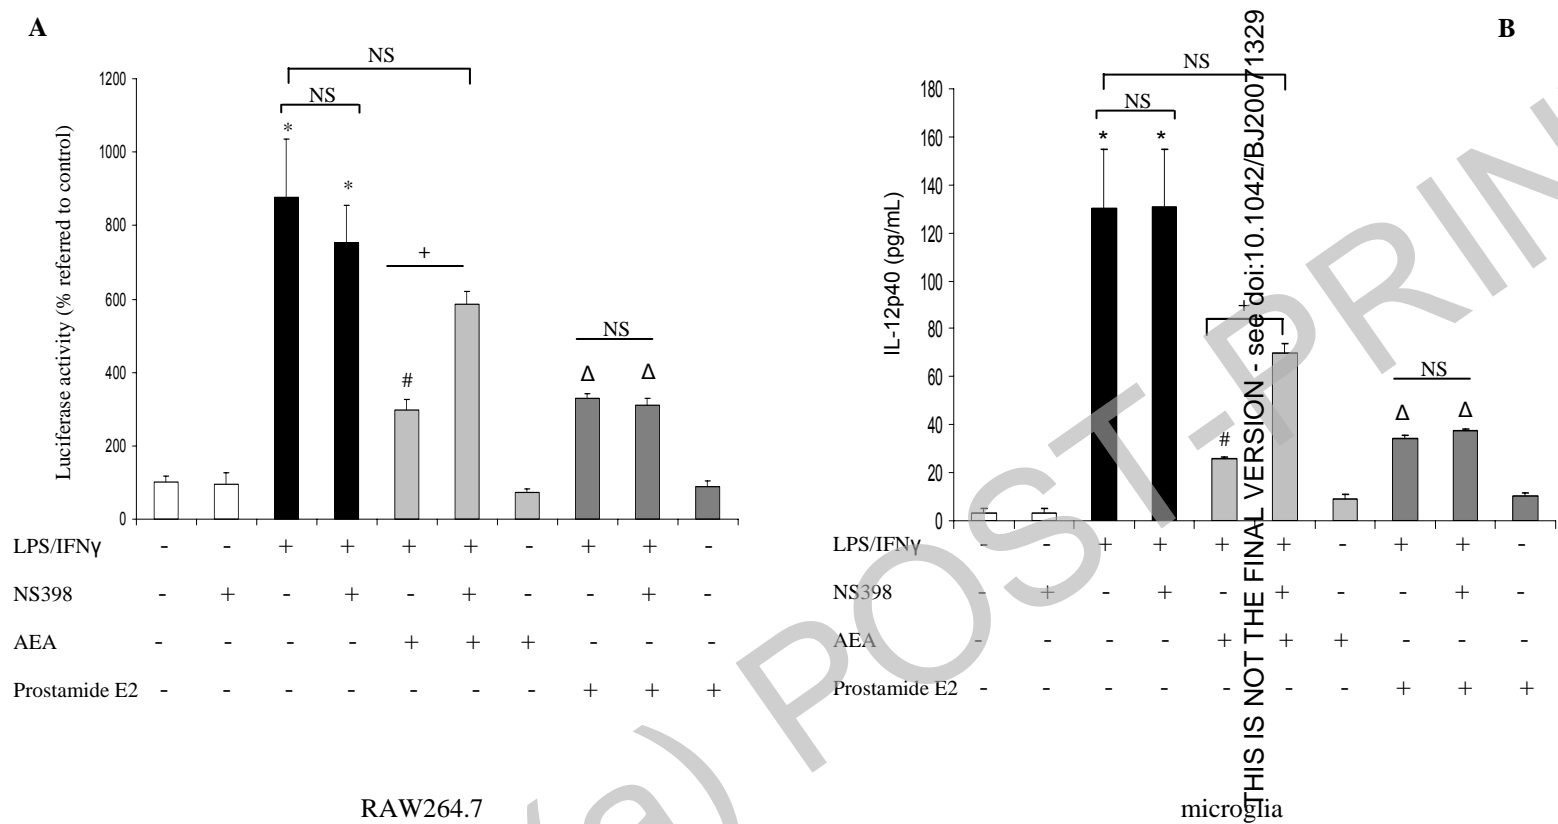 A
NS
NS
*
*
+
#
NS
Δ
Δ
1200
1000
800
600
400
200
0
Luciferase activity (% referred to control)
LPS/IFNγ - - + + + + - + + -
NS398 - + - + - + - - + -
AEA - - - - + + + - - -
Prostamide E2 - - - - - - - + + +
RAW264.7
B
NS
NS
*
*
+
#
NS
Δ
Δ
180
160
140
120
100
80
60
40
20
0
IL-12p40 (pg/mL)
LPS/IFNγ - - + + + + - + + -
NS398 - + - + - + - - + -
AEA - - - - + + + - - -
Prostamide E2 - - - - - - - + + +
microglia
THIS IS NOT THE FINAL VERSION - see doi:10.1042/BJ20071329
(a) POST-PRIN